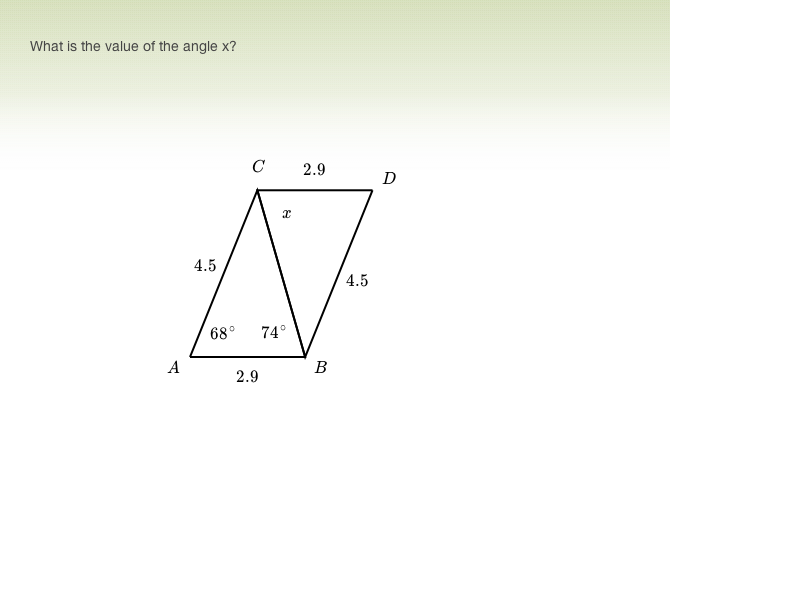 What is the value of the angle x?
C 2.9 D
x
4.5
4.5
68° 74°
A B
2.9